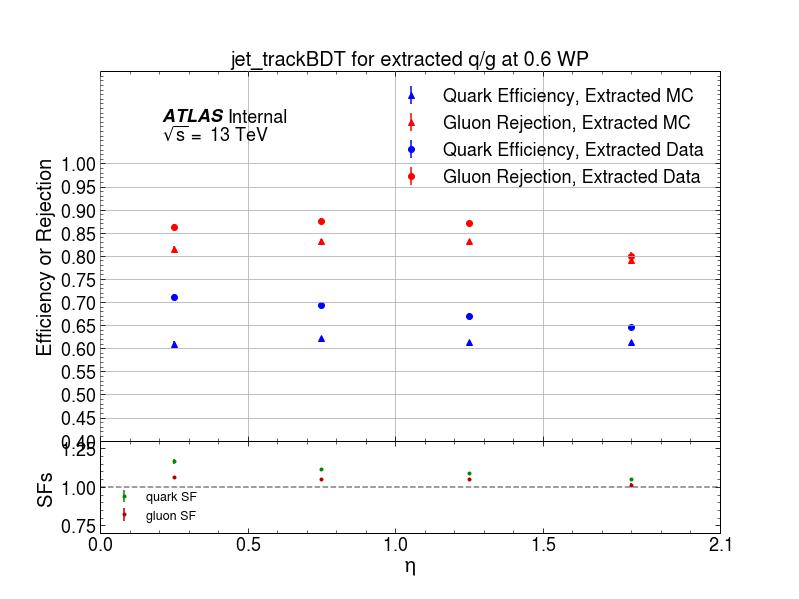 jet_trackBDT for extracted q/g at 0.6 WP
ATLAS Internal
√s = 13 TeV
Quark Efficiency, Extracted MC
Gluon Rejection, Extracted MC
Quark Efficiency, Extracted Data
Gluon Rejection, Extracted Data
Efficiency or Rejection
1.00
0.95
0.90
0.85
0.80
0.75
0.70
0.65
0.60
0.55
0.50
0.45
0.40
SFs
1.25
1.00
0.75
quark SF
gluon SF
0.0 0.5 1.0 1.5 2.1
η